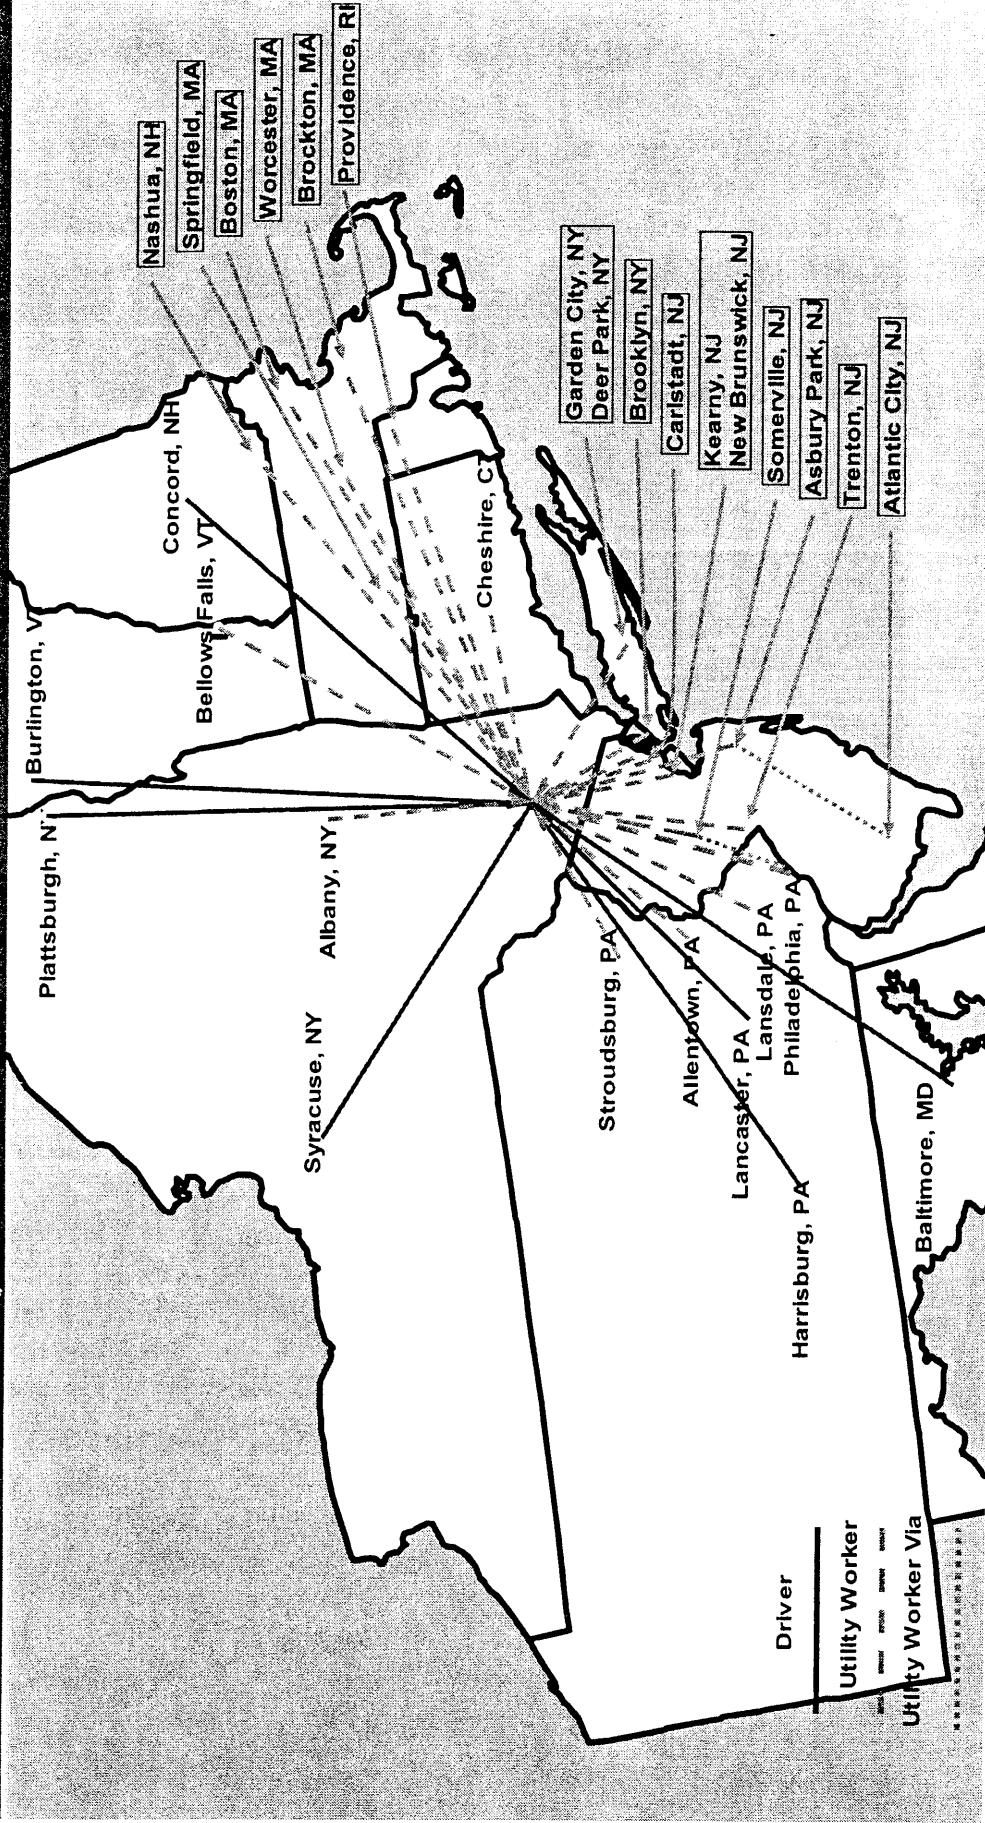 Plattsburgh, N
Burlington, V
Concord, NH
Bellows Falls, VT
Albany, NY
Syracuse, NY
Cheshire, C
Nashua, NH
Springfield, MA
Boston, MA
Worcester, MA
Brockton, MA
Providence, RI
Garden City, NY
Deer Park, NY
Brooklyn, NY
Carlstadt, NJ
Kearny, NJ
New Brunswick, NJ
Somerville, NJ
Asbury Park, NJ
Trenton, NJ
Atlantic City, NJ
Stroudsburg, PA
Allentown, PA
Lancaster, PA
Lansdale, PA
Philadelphia, PA
Harrisburg, PA
Baltimore, MD
Driver
Utility Worker
Utility Worker Via